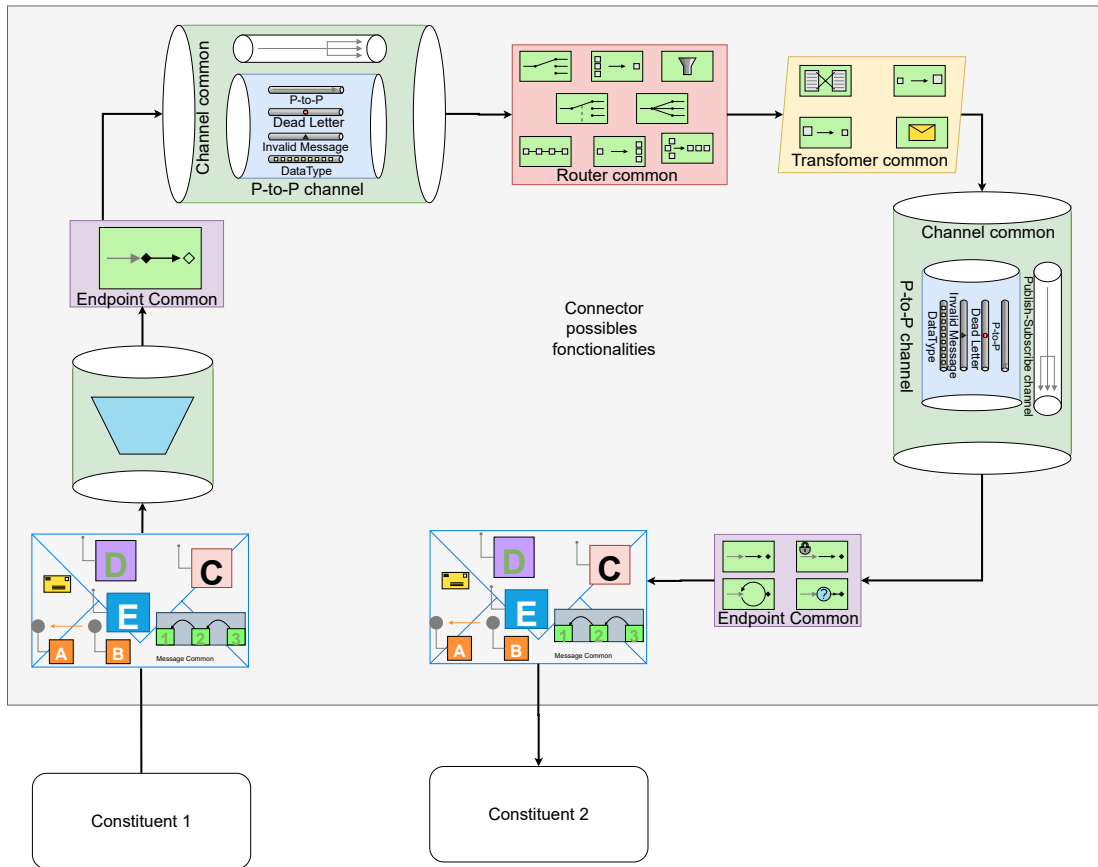 Channel common
P-to-P
Dead Letter
Invalid Message
DataType
P-to-P channel
Router common
Transfomer common
Endpoint Common
Channel common
P-to-P channel
DataType
Invalid Message
Dead Letter
P-to-P
Publish-Subscribe channel
Connector
possibles
fonctionalities
D
C
E
1 2 3
A B
Message Common
D
C
E
1 2 3
A B
Message Common
?
Endpoint Common
Constituent 1
Constituent 2